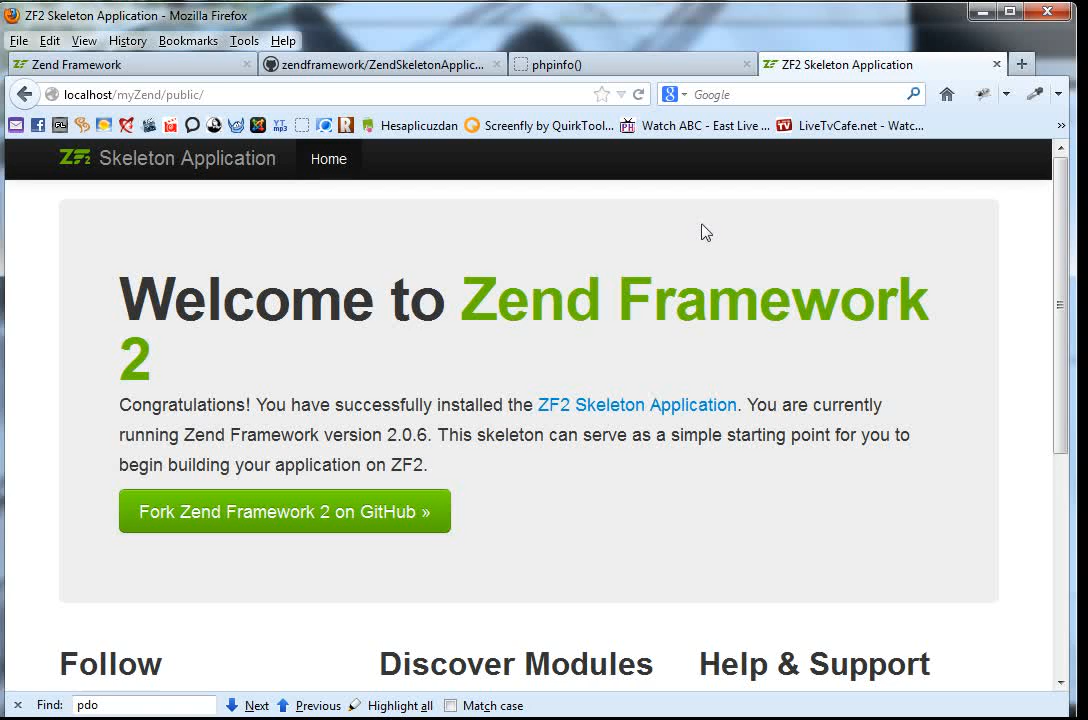 ZF2 Skeleton Application - Mozilla Firefox
File Edit View History Bookmarks Tools Help
Zend Framework zendframework/ZendSkeletonApplic... phpinfo() ZF2 Skeleton Application
localhost/myZend/public/ Google
Hesaplicuzdan Screenfly by QuirkTool... Watch ABC - East Live ... LiveTvCafe.net - Watc...
ZF2 Skeleton Application Home
Welcome to Zend Framework
2
Congratulations! You have successfully installed the ZF2 Skeleton Application. You are currently
running Zend Framework version 2.0.6. This skeleton can serve as a simple starting point for you to
begin building your application on ZF2.
Fork Zend Framework 2 on GitHub »
Follow Discover Modules Help & Support
Find: pdo Next Previous Highlight all Match case